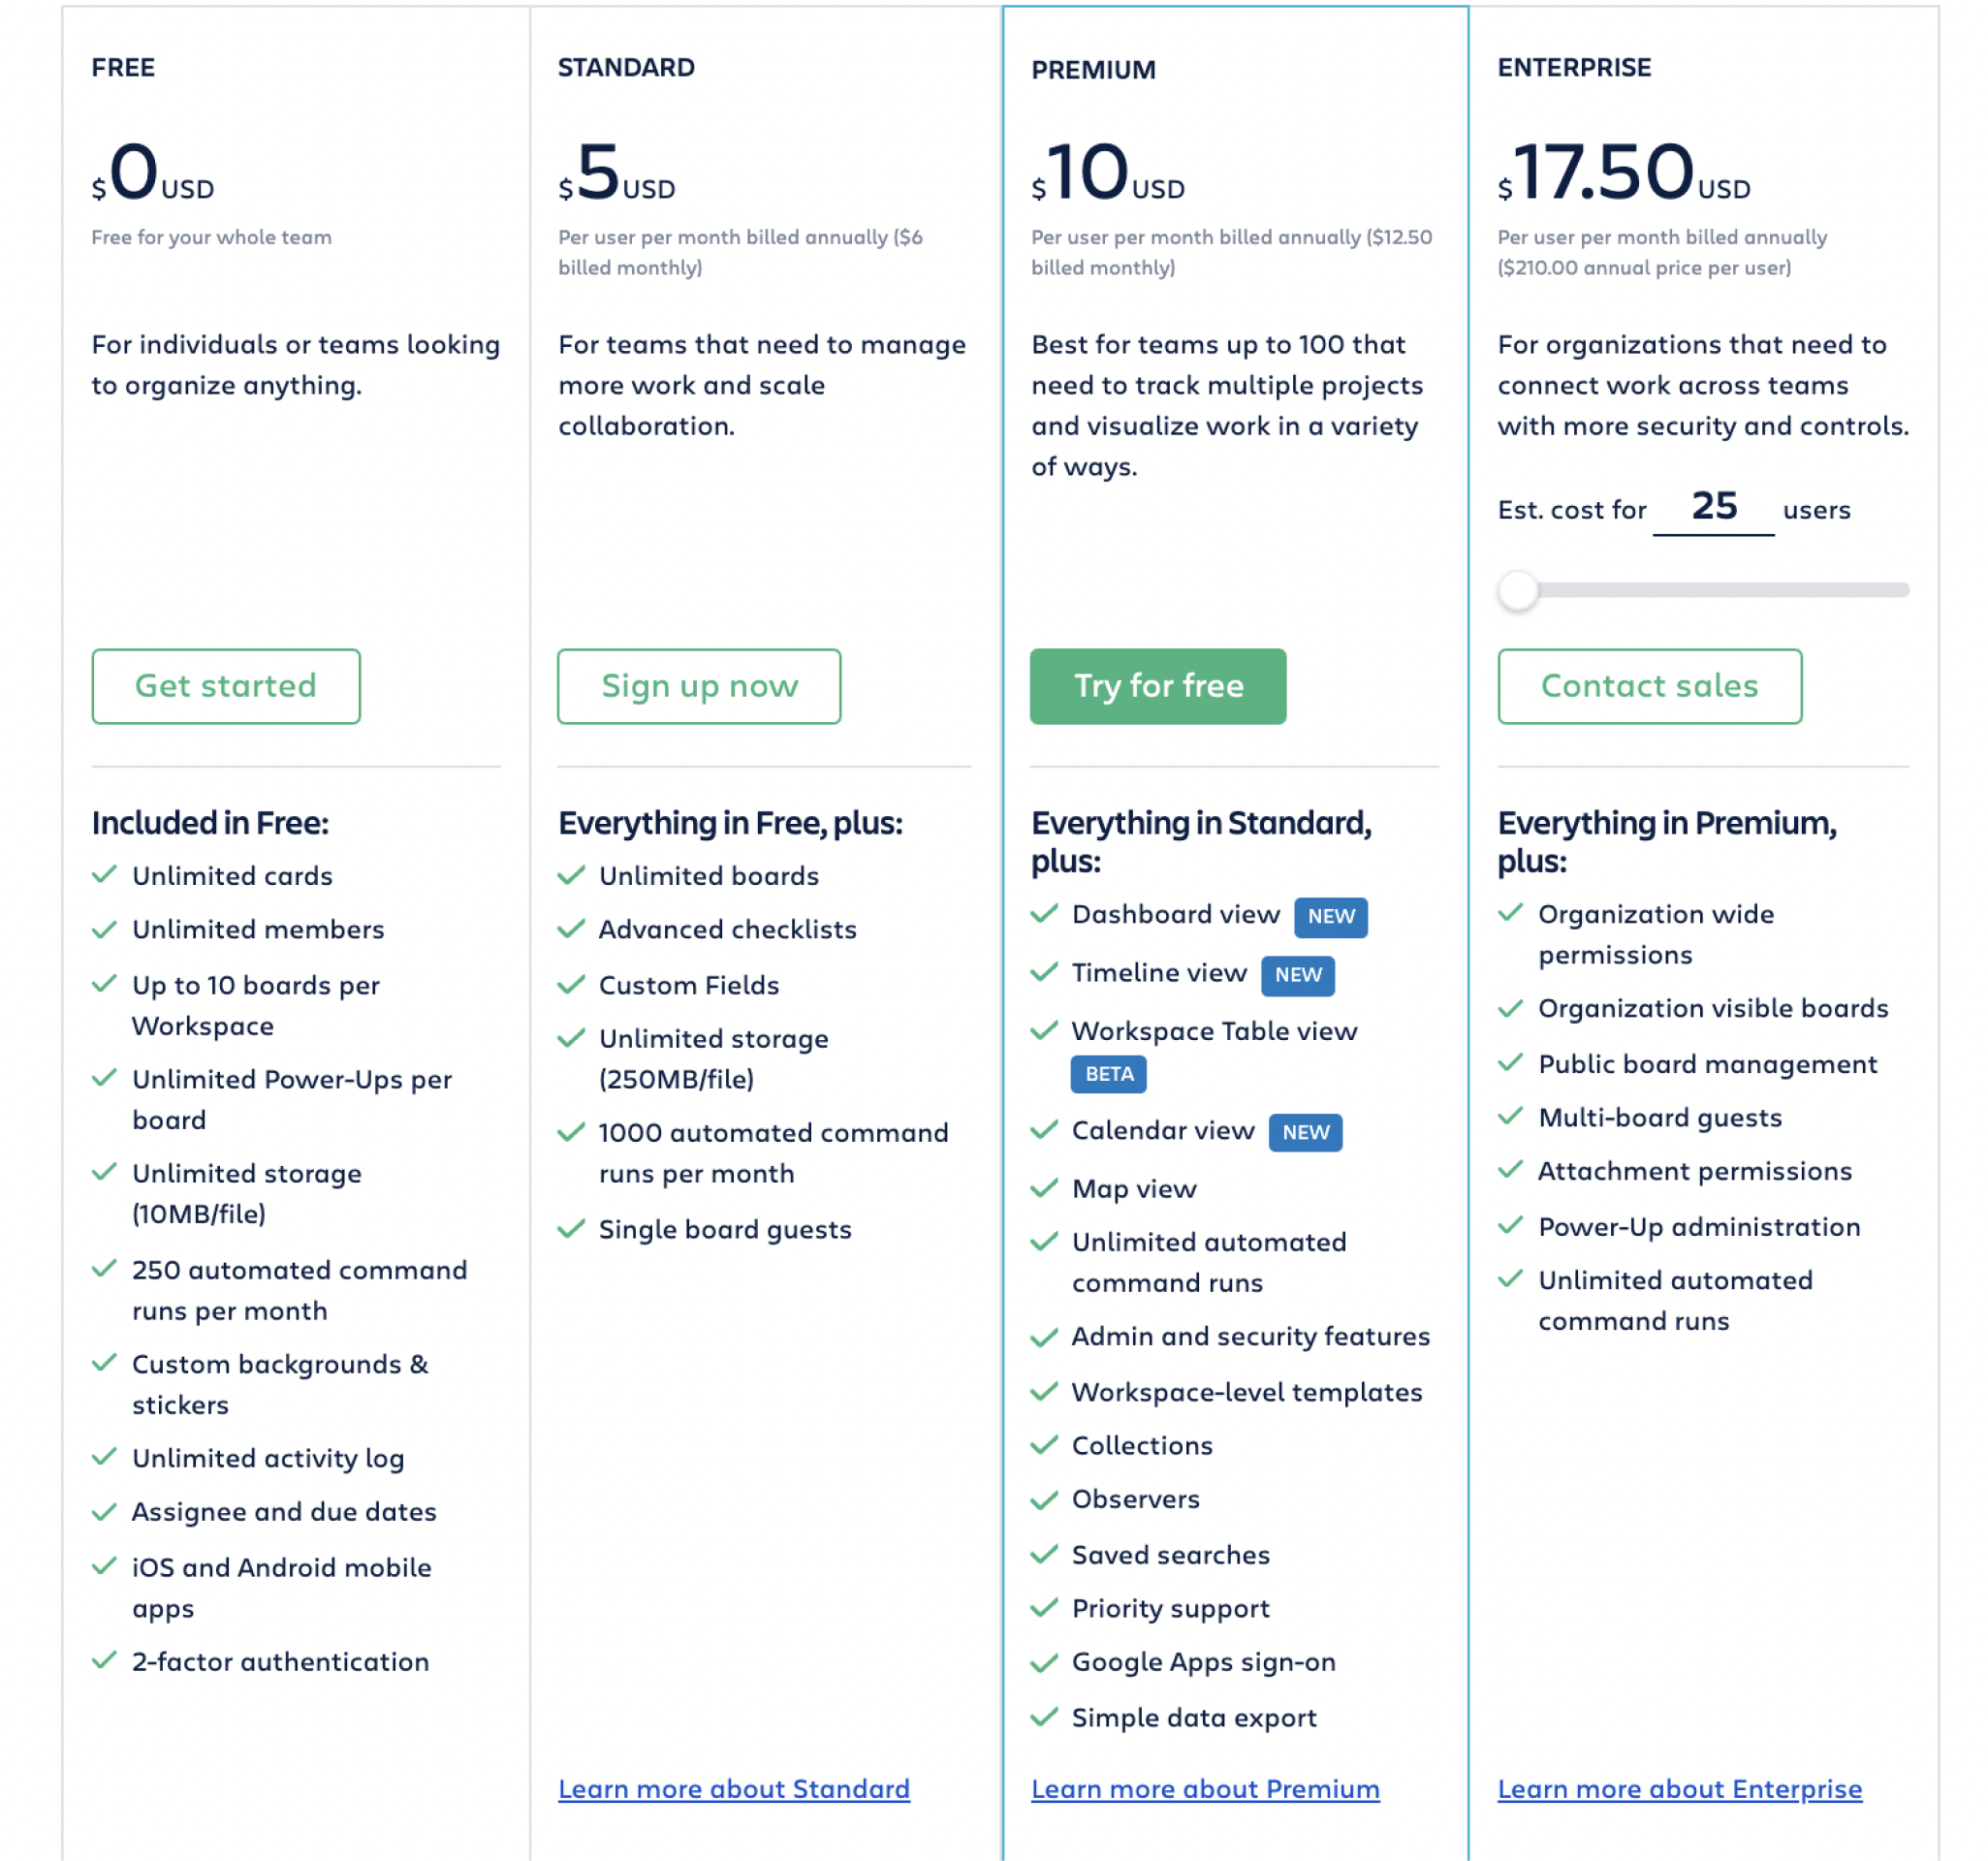 FREE
$0USD
Free for your whole team
For individuals or teams looking
to organize anything.
Get started
Included in Free:
Unlimited cards
Unlimited members
Up to 10 boards per
Workspace
Unlimited Power-Ups per
board
Unlimited storage
(10MB/file)
250 automated command
runs per month
Custom backgrounds &
stickers
Unlimited activity log
Assignee and due dates
iOS and Android mobile
apps
2-factor authentication
STANDARD
$5USD
Per user per month billed annually ($6
billed monthly)
For teams that need to manage
more work and scale
collaboration.
Sign up now
Everything in Free, plus:
Unlimited boards
Advanced checklists
Custom Fields
Unlimited storage
(250MB/file)
1000 automated command
runs per month
Single board guests
Learn more about Standard
PREMIUM
$10USD
Per user per month billed annually ($12.50
billed monthly)
Best for teams up to 100 that
need to track multiple projects
and visualize work in a variety
of ways.
Try for free
Everything in Standard,
plus:
Dashboard view NEW
Timeline view NEW
Workspace Table view
BETA
Calendar view NEW
Map view
Unlimited automated
command runs
Admin and security features
Workspace-level templates
Collections
Observers
Saved searches
Priority support
Google Apps sign-on
Simple data export
Learn more about Premium
ENTERPRISE
$17.50USD
Per user per month billed annually
($210.00 annual price per user)
For organizations that need to
connect work across teams
with more security and controls.
Est. cost for 25 users
Contact sales
Everything in Premium,
plus:
Organization wide
permissions
Organization visible boards
Public board management
Multi-board guests
Attachment permissions
Power-Up administration
Unlimited automated
command runs
Learn more about Enterprise